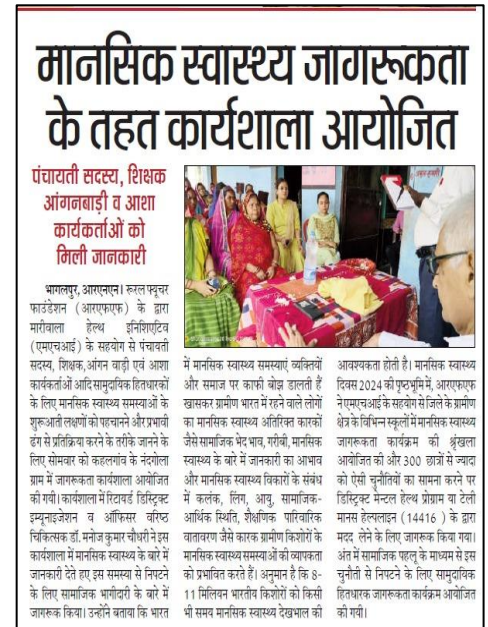 मानसिक स्वास्थ्य जागरूकता
के तहत कार्यशाला आयोजित
पंचायती सदस्य, शिक्षक
आंगनबाड़ी व आशा
कार्यकर्ताओं को
मिली जानकारी
भागलपुर, आरएनएन। रूरल फ्यूचर
फाउंडेशन (आरएफएफ) के द्वारा
मारीवाला हेल्थ इनिशिएटिव
(एमएचआई) के सहयोग से पंचायती
सदस्य, शिक्षक,आंगन वाड़ी एवं आशा
कार्यकर्ताओं आदि सामुदायिक हितधारकों
के लिए मानसिक स्वास्थ्य समस्याओं के
शुरूआती लक्षणों को पहचानने और प्रभावी
ढंग से प्रतिक्रिया करने के तरीके जानने के
लिए सोमवार को कहलगांव के नंदगोला
ग्राम में जागरूकता कार्यशाला आयोजित
की गयी। कार्यशाला में रिटायर्ड डिस्ट्रिक्ट
इम्यूनाइजेशन व ऑफिसर वरिष्ठ
चिकित्सक डॉ. मनोज कुमार चौधरी ने इस
कार्यशाला में मानसिक स्वास्थ्य के बारे में
जानकारी देते हुए इस समस्या से निपटने
के लिए सामाजिक भागीदारी के बारे में
जागरूक किया। उन्होंने बताया कि भारत
में मानसिक स्वास्थ्य समस्याएं व्यक्तियों
और समाज पर काफी बोझ डालती हैं
खासकर ग्रामीण भारत में रहने वाले लोगों
का मानसिक स्वास्थ्य अतिरिक्त कारकों
जैसे सामाजिक भेद भाव, गरीबी, मानसिक
स्वास्थ्य के बारे में जानकारी का आभाव
और मानसिक स्वास्थ्य विकारों के संबंध
में कलंक, लिंग, आयु, सामाजिक-
आर्थिक स्थिति, शैक्षणिक पारिवारिक
वातावरण जैसे कारक ग्रामीण किशोरों के
मानसिक स्वास्थ्य समस्याओं की व्यापकता
को प्रभावित करते हैं। अनुमान है कि 8-
11 मिलियन भारतीय किशोरों को किसी
भी समय मानसिक स्वास्थ्य देखभाल की
आवश्यकता होती है। मानसिक स्वास्थ्य
दिवस 2024 की पृष्ठभूमि में, आरएफएफ
ने एमएचआई के सहयोग से जिले के ग्रामीण
क्षेत्र के विभिन्न स्कूलों में मानसिक स्वास्थ्य
जागरूकता कार्यक्रम की श्रृंखला
आयोजित की और 300 छात्रों से ज्यादा
को ऐसी चुनौतियों का सामना करने पर
डिस्ट्रिक्ट मेन्टल हेल्थ प्रोग्राम या टेली
मानस हेल्पलाइन (14416 ) के द्वारा
मदद लेने के लिए जागरूक किया गया।
अंत में सामाजिक पहलू के माध्यम से इस
चुनौती से निपटने के लिए सामुदायिक
हितधारक जागरूकता कार्यक्रम आयोजित
की गयी।